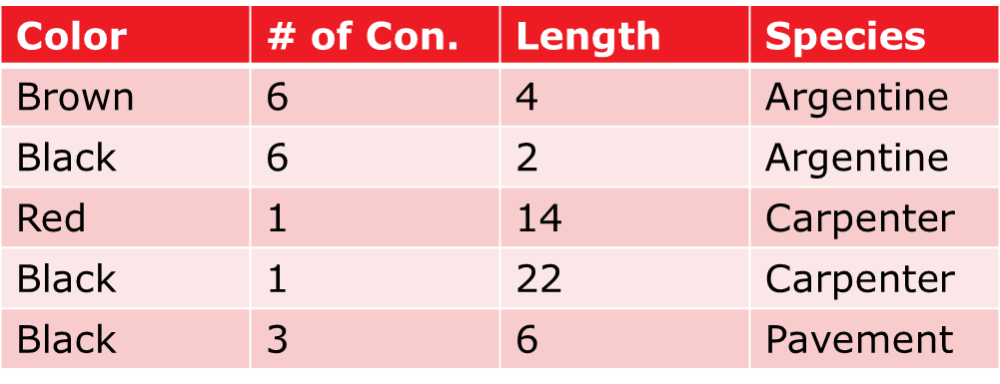 Color # of Con. Length Species
Brown 6 4 Argentine
Black 6 2 Argentine
Red 1 14 Carpenter
Black 1 22 Carpenter
Black 3 6 Pavement